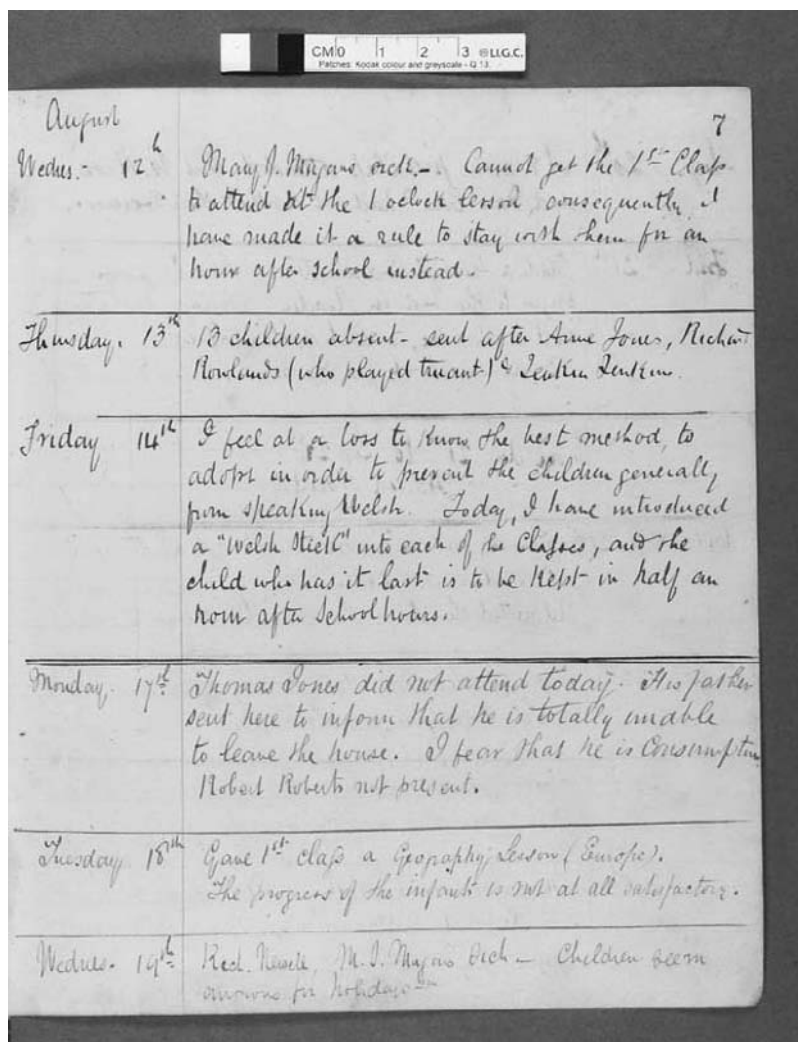 CM 0 1 2 3 ©LL.G.C.
Patches: Kodak colour and greyscale - Q 13.
August
7
Wednes.- 12th Mary J. Mygans sick.- Cannot get the 1st Class
to attend at the 1 oclock lesson, consequently, I
have made it a rule to stay with them for an
hour after school instead.
Thursday. 13th 13 children absent - sent after Anne Jones, Richard
Rowlands (who played truant) & Jenkin Jenkins.
Friday 14th I feel at a loss to know the best method, to
adopt in order to prevent the children generally
from speaking Welsh. Today, I have introduced
a "Welsh Stick" into each of the Classes, and the
child who has it last is to be kept in half an
hour after School hours.
Monday. 17th Thomas Jones did not attend today. His father
sent here to inform that he is totally unable
to leave the house. I fear that he is Consumptive
Robert Roberts not present.
Tuesday 18th Gave 1st class a Geography Lesson (Europe).
The progress of the infants is not at all satisfactory.
Wednes. 19th M. J. Mygans sick - Children seem
anxious for holidays